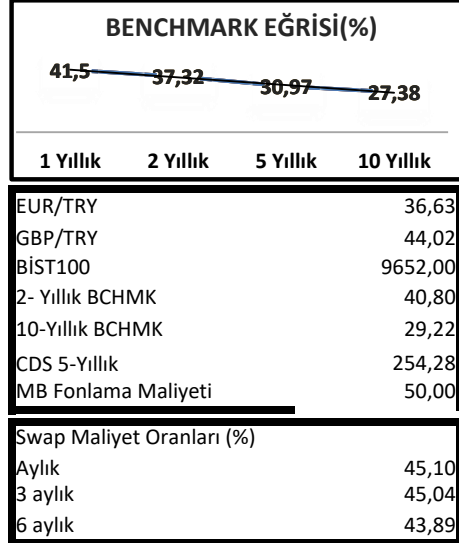 BENCHMARK EĞRİSİ(%)
41,5 37,32 30,97 27,38
1 Yıllık 2 Yıllık 5 Yıllık 10 Yıllık
EUR/TRY 36,63
GBP/TRY 44,02
BİST100 9652,00
2- Yıllık BCHMK 40,80
10-Yıllık BCHMK 29,22
CDS 5-Yıllık 254,28
MB Fonlama Maliyeti 50,00
Swap Maliyet Oranları (%)
Aylık 45,10
3 aylık 45,04
6 aylık 43,89